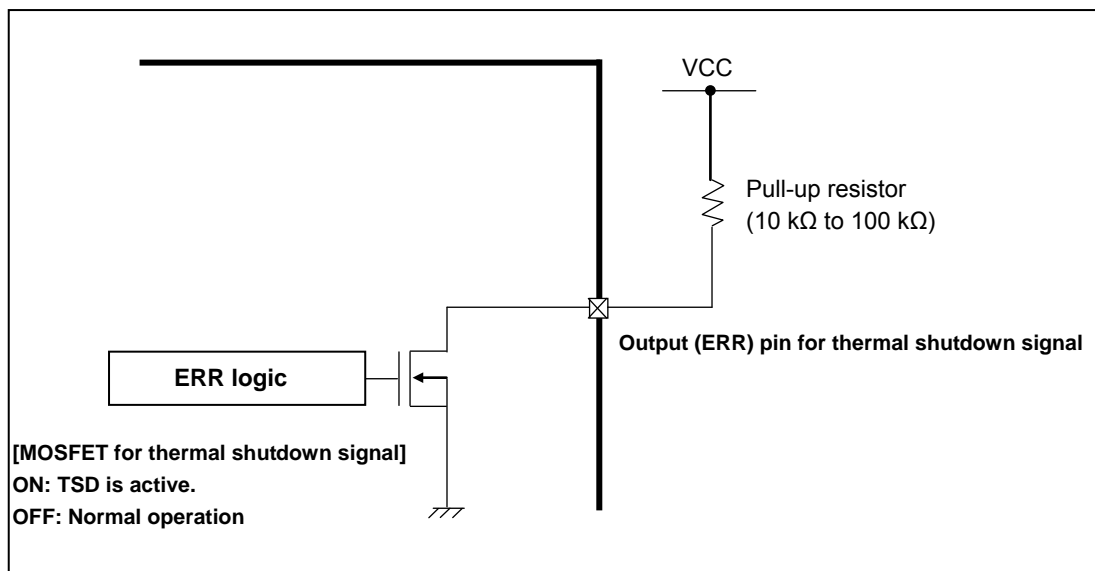 VCC
Pull-up resistor
(10 kΩ to 100 kΩ)
Output (ERR) pin for thermal shutdown signal
ERR logic
[MOSFET for thermal shutdown signal]
ON: TSD is active.
OFF: Normal operation